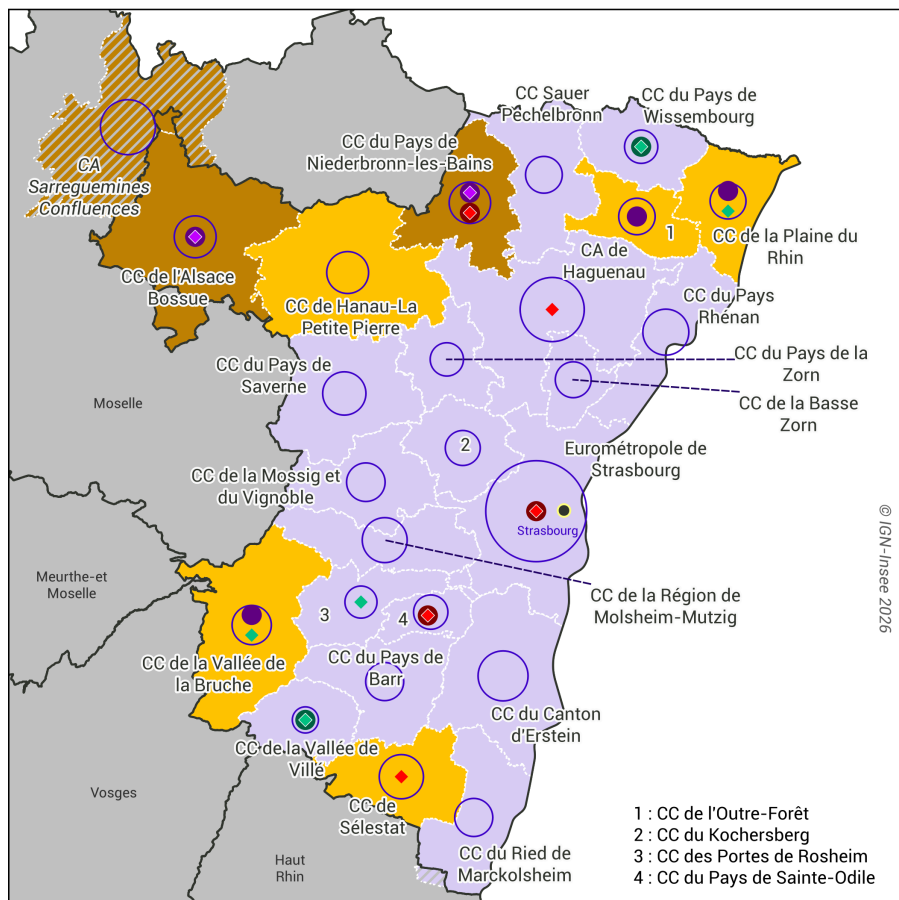 CC Sauer
Péchelbronn
CC du Pays de
Wissembourg
CC du Pays de
Niederbronn-les-Bains
CA
Sarreguemines
Confluences
1
CC de la Plaine du
Rhin
CA de
Haguenau
CC de l'Alsace
Bossue
CC de Hanau-La
Petite Pierre
CC du Pays
Rhénan
CC du Pays de
Saverne
CC du Pays de la
Zorn
Moselle
CC de la Basse
Zorn
2
Eurométropole de
Strasbourg
CC de la Mossig et
du Vignoble
Strasbourg
© IGN-Insee 2026
Meurthe-et
Moselle
CC de la Région de
Molsheim-Mutzig
3
4
CC de la Vallée de
la Bruche
CC du Pays de
Barr
CC du Canton
d'Erstein
CC de la Vallée de
Villé
Vosges
CC de
Sélestat
Haut
Rhin
CC du Ried de
Marckolsheim
1 : CC de l'Outre-Forêt
2 : CC du Kochersberg
3 : CC des Portes de Rosheim
4 : CC du Pays de Sainte-Odile